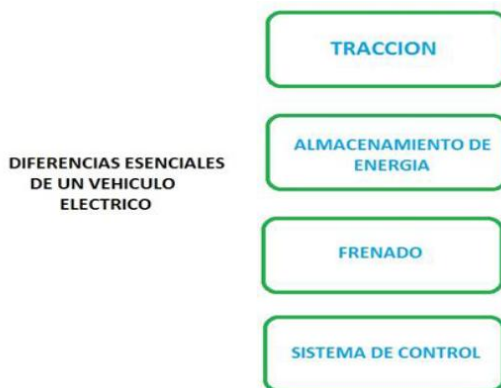 DIFERENCIAS ESENCIALES
DE UN VEHICULO
ELECTRICO
TRACCION
ALMACENAMIENTO DE
ENERGIA
FRENADO
SISTEMA DE CONTROL